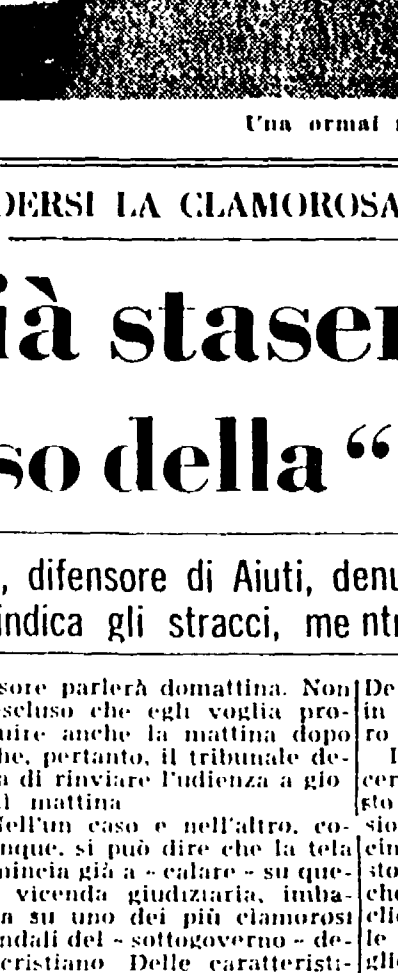 Una ormai
DERSI LA CLAMOROSA
ià staser
so della “
, difensore di Aiuti, denu
indica gli stracci, mentr
sore parlerà domattina. Non
escluso che egli voglia pro-
uire anche la mattina dopo
he, pertanto, il tribunale de-
a di rinviare l'udienza a gio
ì mattina
Nell'un caso e nell'altro, co-
unque, si può dire che la tela
mincia già a « calare » su que-
vicenda giudiziaria, imba-
a su uno dei più clamorosi
ndali del « sottogoverno » de-
cristiano Delle caratteristi-
De
in
ro
I
cer
sto
sio
cin
sto
che
clie
le
glie